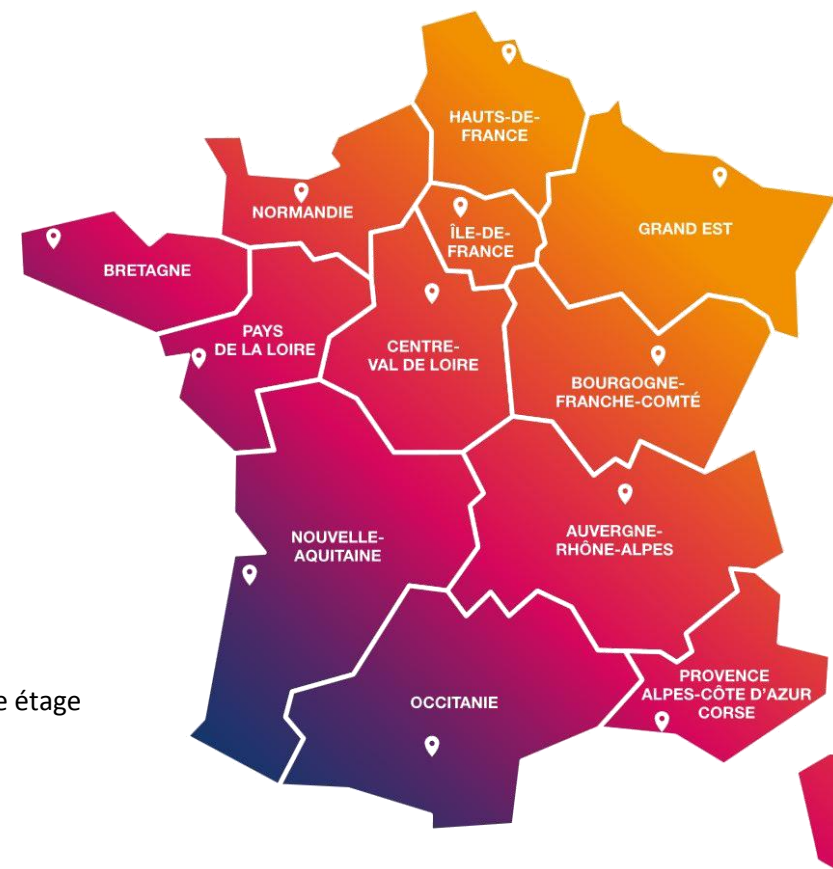 HAUTS-DE-
FRANCE
NORMANDIE
ÎLE-DE-
FRANCE
GRAND EST
BRETAGNE
PAYS
DE LA LOIRE
CENTRE-
VAL DE LOIRE
BOURGOGNE-
FRANCHE-COMTÉ
NOUVELLE-
AQUITAINE
AUVERGNE-
RHÔNE-ALPES
e étage
OCCITANIE
PROVENCE
ALPES-CÔTE D'AZUR
CORSE